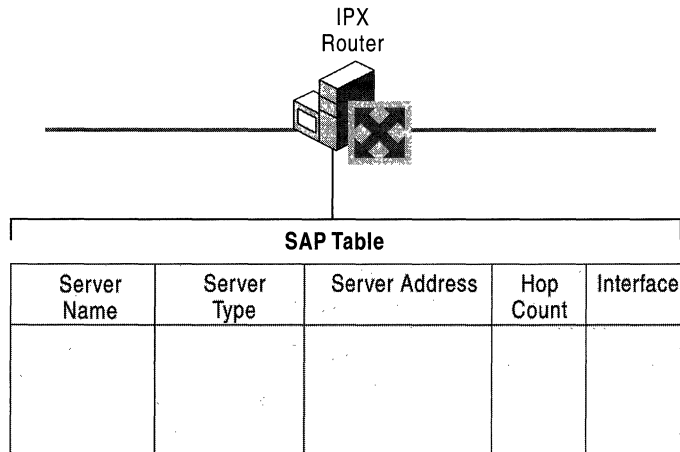 IPX
Router
SAP Table
Server Name
Server Type
Server Address
Hop Count
Interface